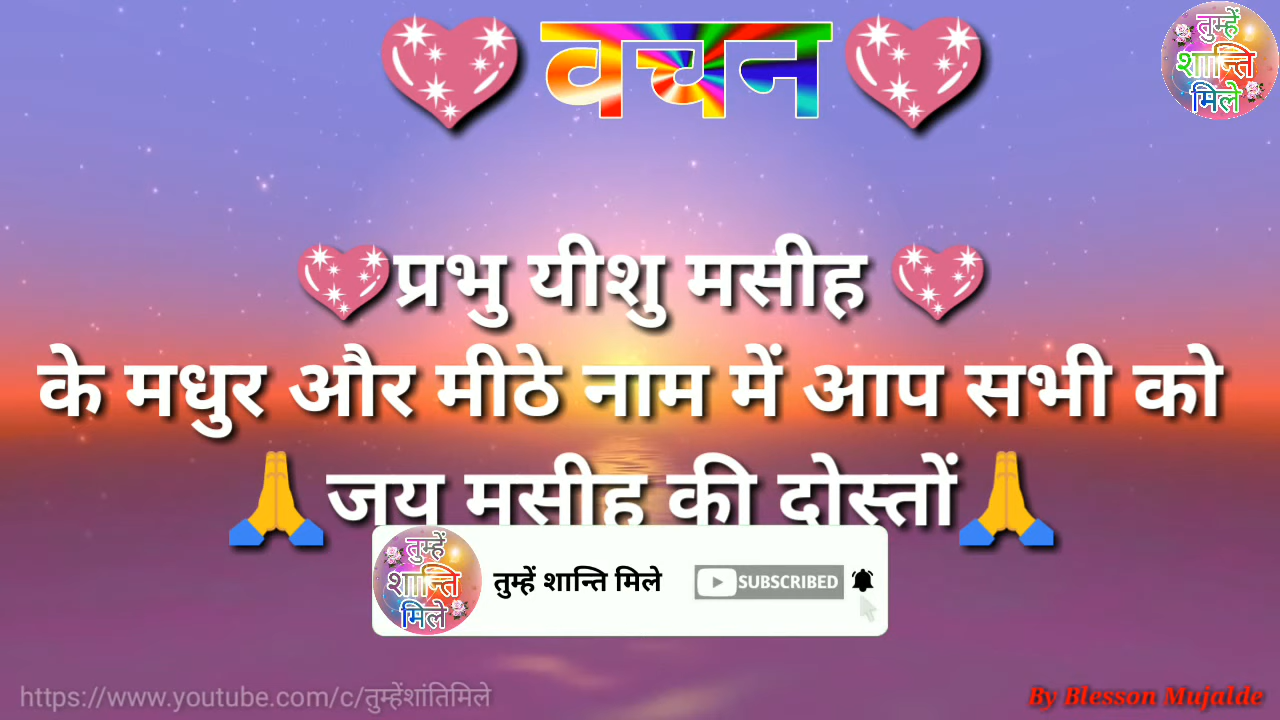 वचन
तुम्हें
शान्ति
मिले
प्रभु यीशु मसीह
के मधुर और मीठे नाम में आप सभी को
जय मसीह की दोस्तों
तुम्हें
शान्ति
मिले
तुम्हें शान्ति मिले
SUBSCRIBED
https://www.youtube.com/c/तुम्हेंशांतिमिले
By Blesson Mujalde